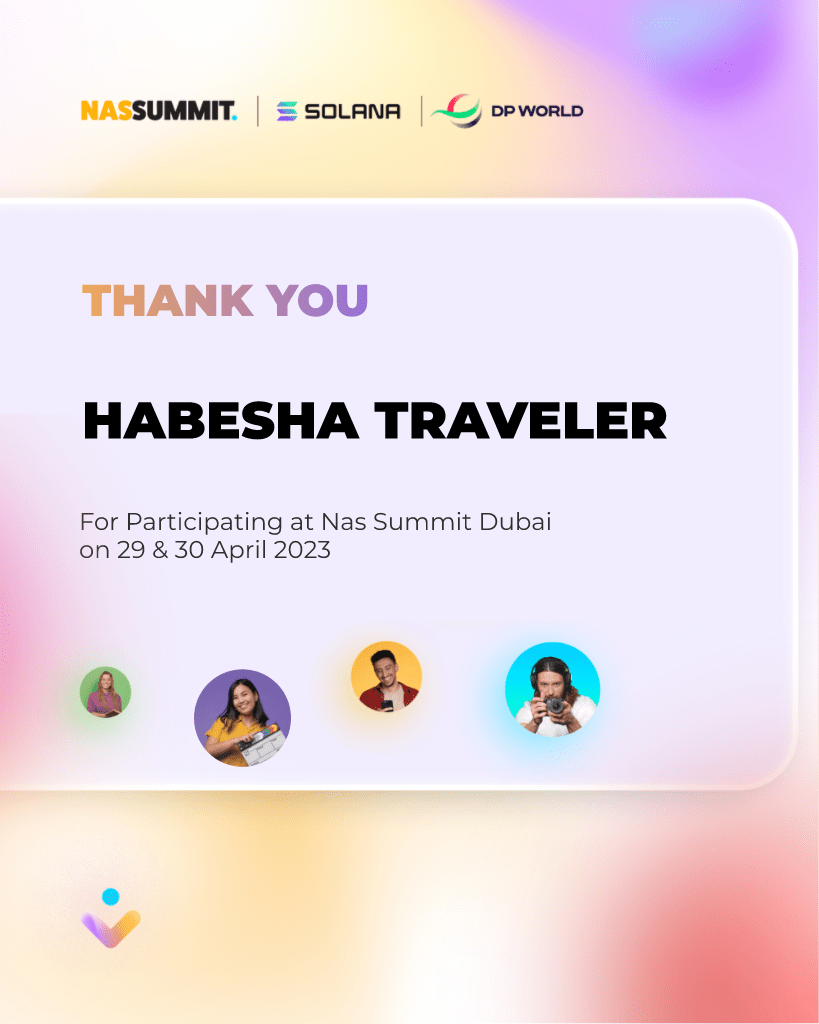 NASSUMMIT.
SOLANA
DP WORLD
THANK YOU
HABESHA TRAVELER
For Participating at Nas Summit Dubai
on 29 & 30 April 2023